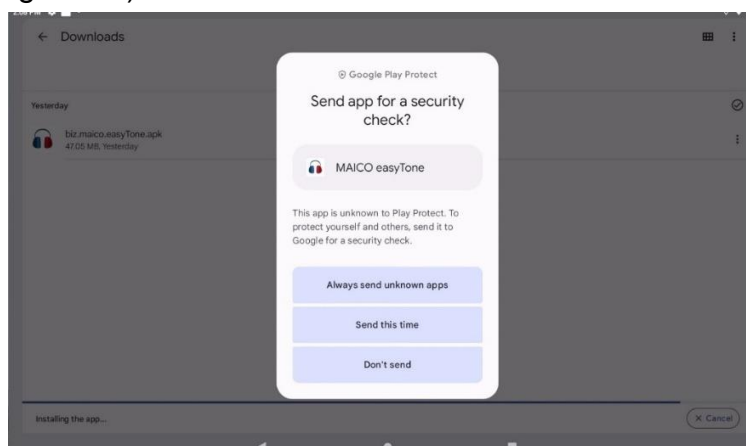 Downloads
Google Play Protect
Send app for a security
check?
Yesterday
biz.maico.easyTone.apk
47.05 MB, Yesterday
MAICO easyTone
This app is unknown to Play Protect. To
protect yourself and others, send it to
Google for a security check.
Always send unknown apps
Send this time
Don't send
Installing the app...
Cancel